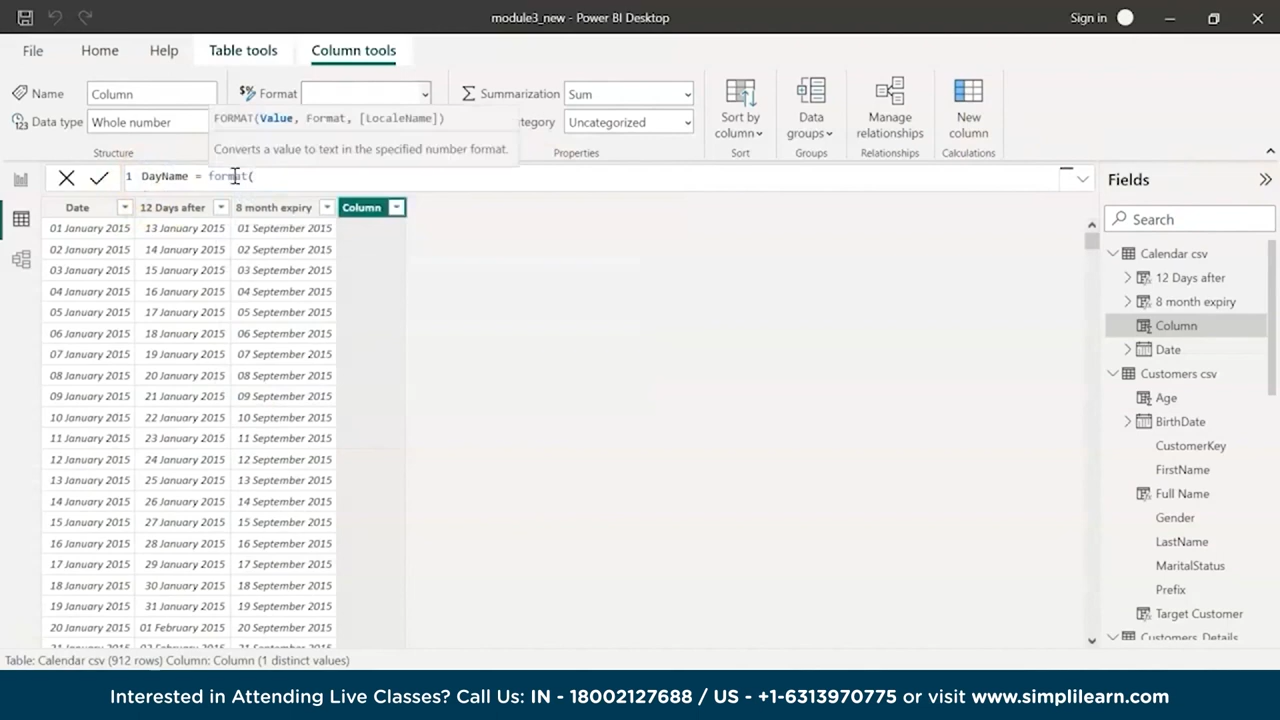 module3_new - Power BI Desktop
Sign in
File Home Help Table tools Column tools
Name Column
Format
Summarization Sum
Data type Whole number
FORMAT(Value, Format, [LocaleName])
Converts a value to text in the specified number format.
Uncategorized
Sort by column
Data groups
Manage relationships
New column
Structure Properties Sort Groups Relationships Calculations
1 DayName = format(
Date 12 Days after 8 month expiry Column
01 January 2015 13 January 2015 01 September 2015
02 January 2015 14 January 2015 02 September 2015
03 January 2015 15 January 2015 03 September 2015
04 January 2015 16 January 2015 04 September 2015
05 January 2015 17 January 2015 05 September 2015
06 January 2015 18 January 2015 06 September 2015
07 January 2015 19 January 2015 07 September 2015
08 January 2015 20 January 2015 08 September 2015
09 January 2015 21 January 2015 09 September 2015
10 January 2015 22 January 2015 10 September 2015
11 January 2015 23 January 2015 11 September 2015
12 January 2015 24 January 2015 12 September 2015
13 January 2015 25 January 2015 13 September 2015
14 January 2015 26 January 2015 14 September 2015
15 January 2015 27 January 2015 15 September 2015
16 January 2015 28 January 2015 16 September 2015
17 January 2015 29 January 2015 17 September 2015
18 January 2015 30 January 2015 18 September 2015
19 January 2015 31 January 2015 19 September 2015
20 January 2015 01 February 2015 20 September 2015
Fields
Search
Calendar csv
12 Days after
8 month expiry
Column
Date
Customers csv
Age
BirthDate
CustomerKey
FirstName
Full Name
Gender
LastName
MaritalStatus
Prefix
Target Customer
Customers_Details
Table: Calendar csv (912 rows) Column: Column (1 distinct values)
Interested in Attending Live Classes? Call Us: IN - 18002127688 / US - +1-6313970775 or visit www.simplilearn.com